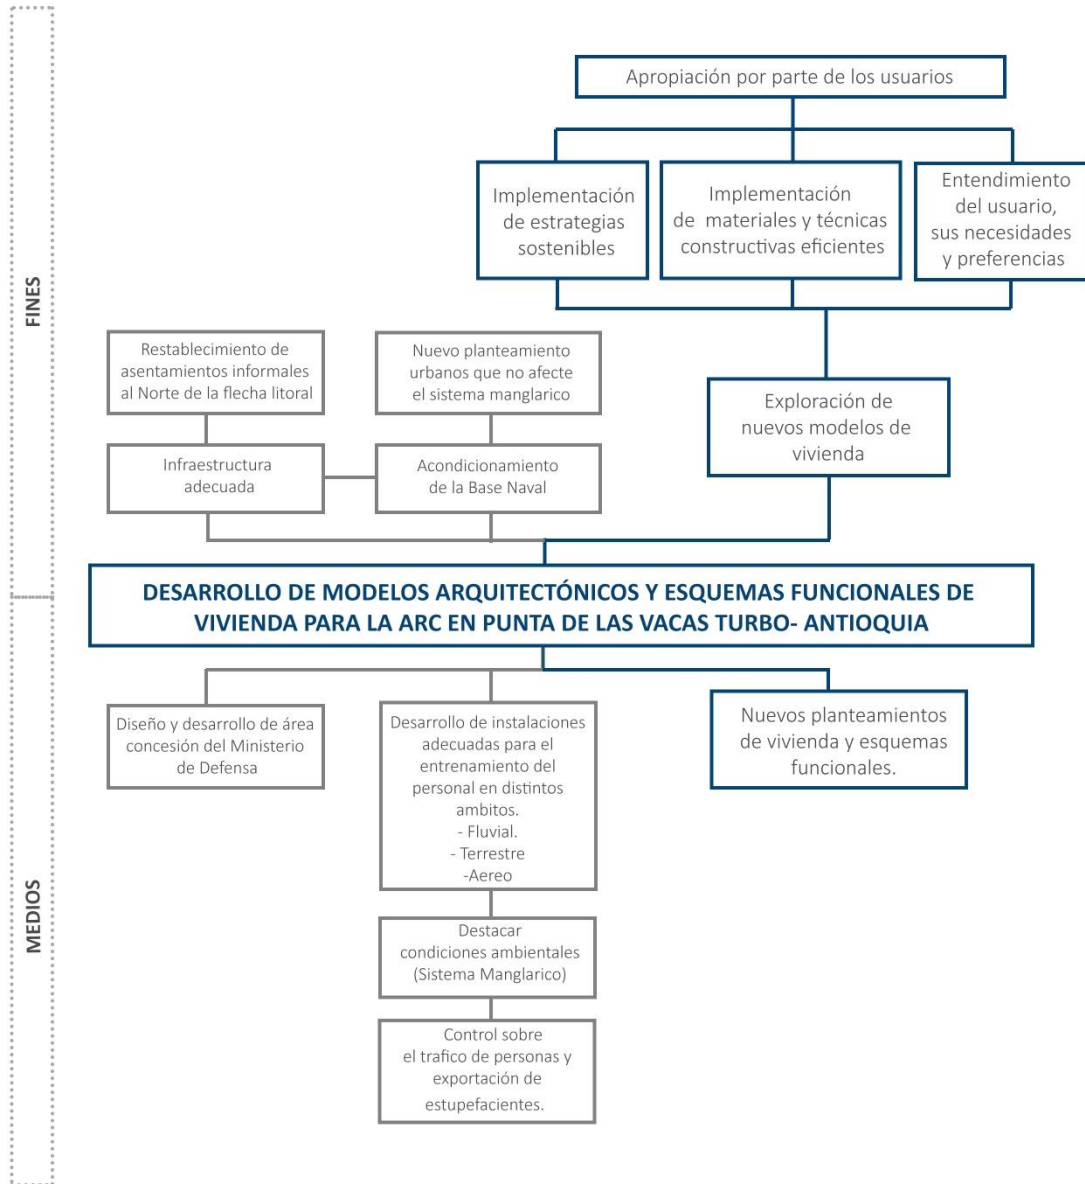 FINES
Apropiación por parte de los usuarios
Implementación
de estrategias
sostenibles
Implementación
de materiales y técnicas
constructivas eficientes
Entendimiento
del usuario,
sus necesidades
y preferencias
Restablecimiento de
asentamientos informales
al Norte de la flecha litoral
Nuevo planteamiento
urbanos que no afecte
el sistema manglarico
Exploración de
nuevos modelos de
vivienda
Infraestructura
adecuada
Acondicionamiento
de la Base Naval
DESARROLLO DE MODELOS ARQUITECTÓNICOS Y ESQUEMAS FUNCIONALES DE
VIVIENDA PARA LA ARC EN PUNTA DE LAS VACAS TURBO- ANTIOQUIA
MEDIOS
Diseño y desarrollo de área
concesión del Ministerio
de Defensa
Desarrollo de instalaciones
adecuadas para el
entrenamiento del
personal en distintos
ambitos.
- Fluvial.
- Terrestre
-Aereo
Nuevos planteamientos
de vivienda y esquemas
funcionales.
Destacar
condiciones ambientales
(Sistema Manglarico)
Control sobre
el trafico de personas y
exportación de
estupefacientes.